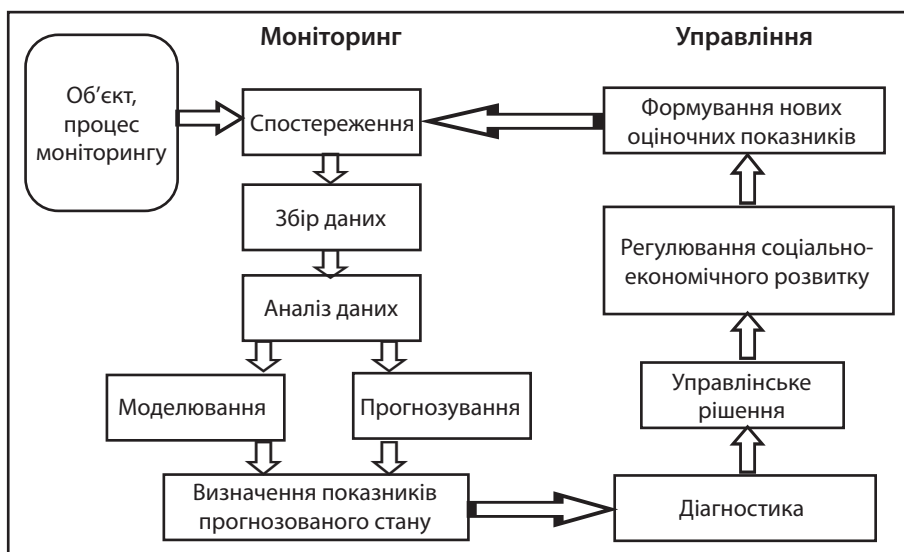 Моніторинг
Управління
Об’єкт,
процес
моніторингу
Спостереження
Формування нових
оціночних показників
Збір даних
Регулювання соціально-
економічного розвитку
Аналіз даних
Моделювання
Прогнозування
Управлінське
рішення
Визначення показників
прогнозованого стану
Діагностика